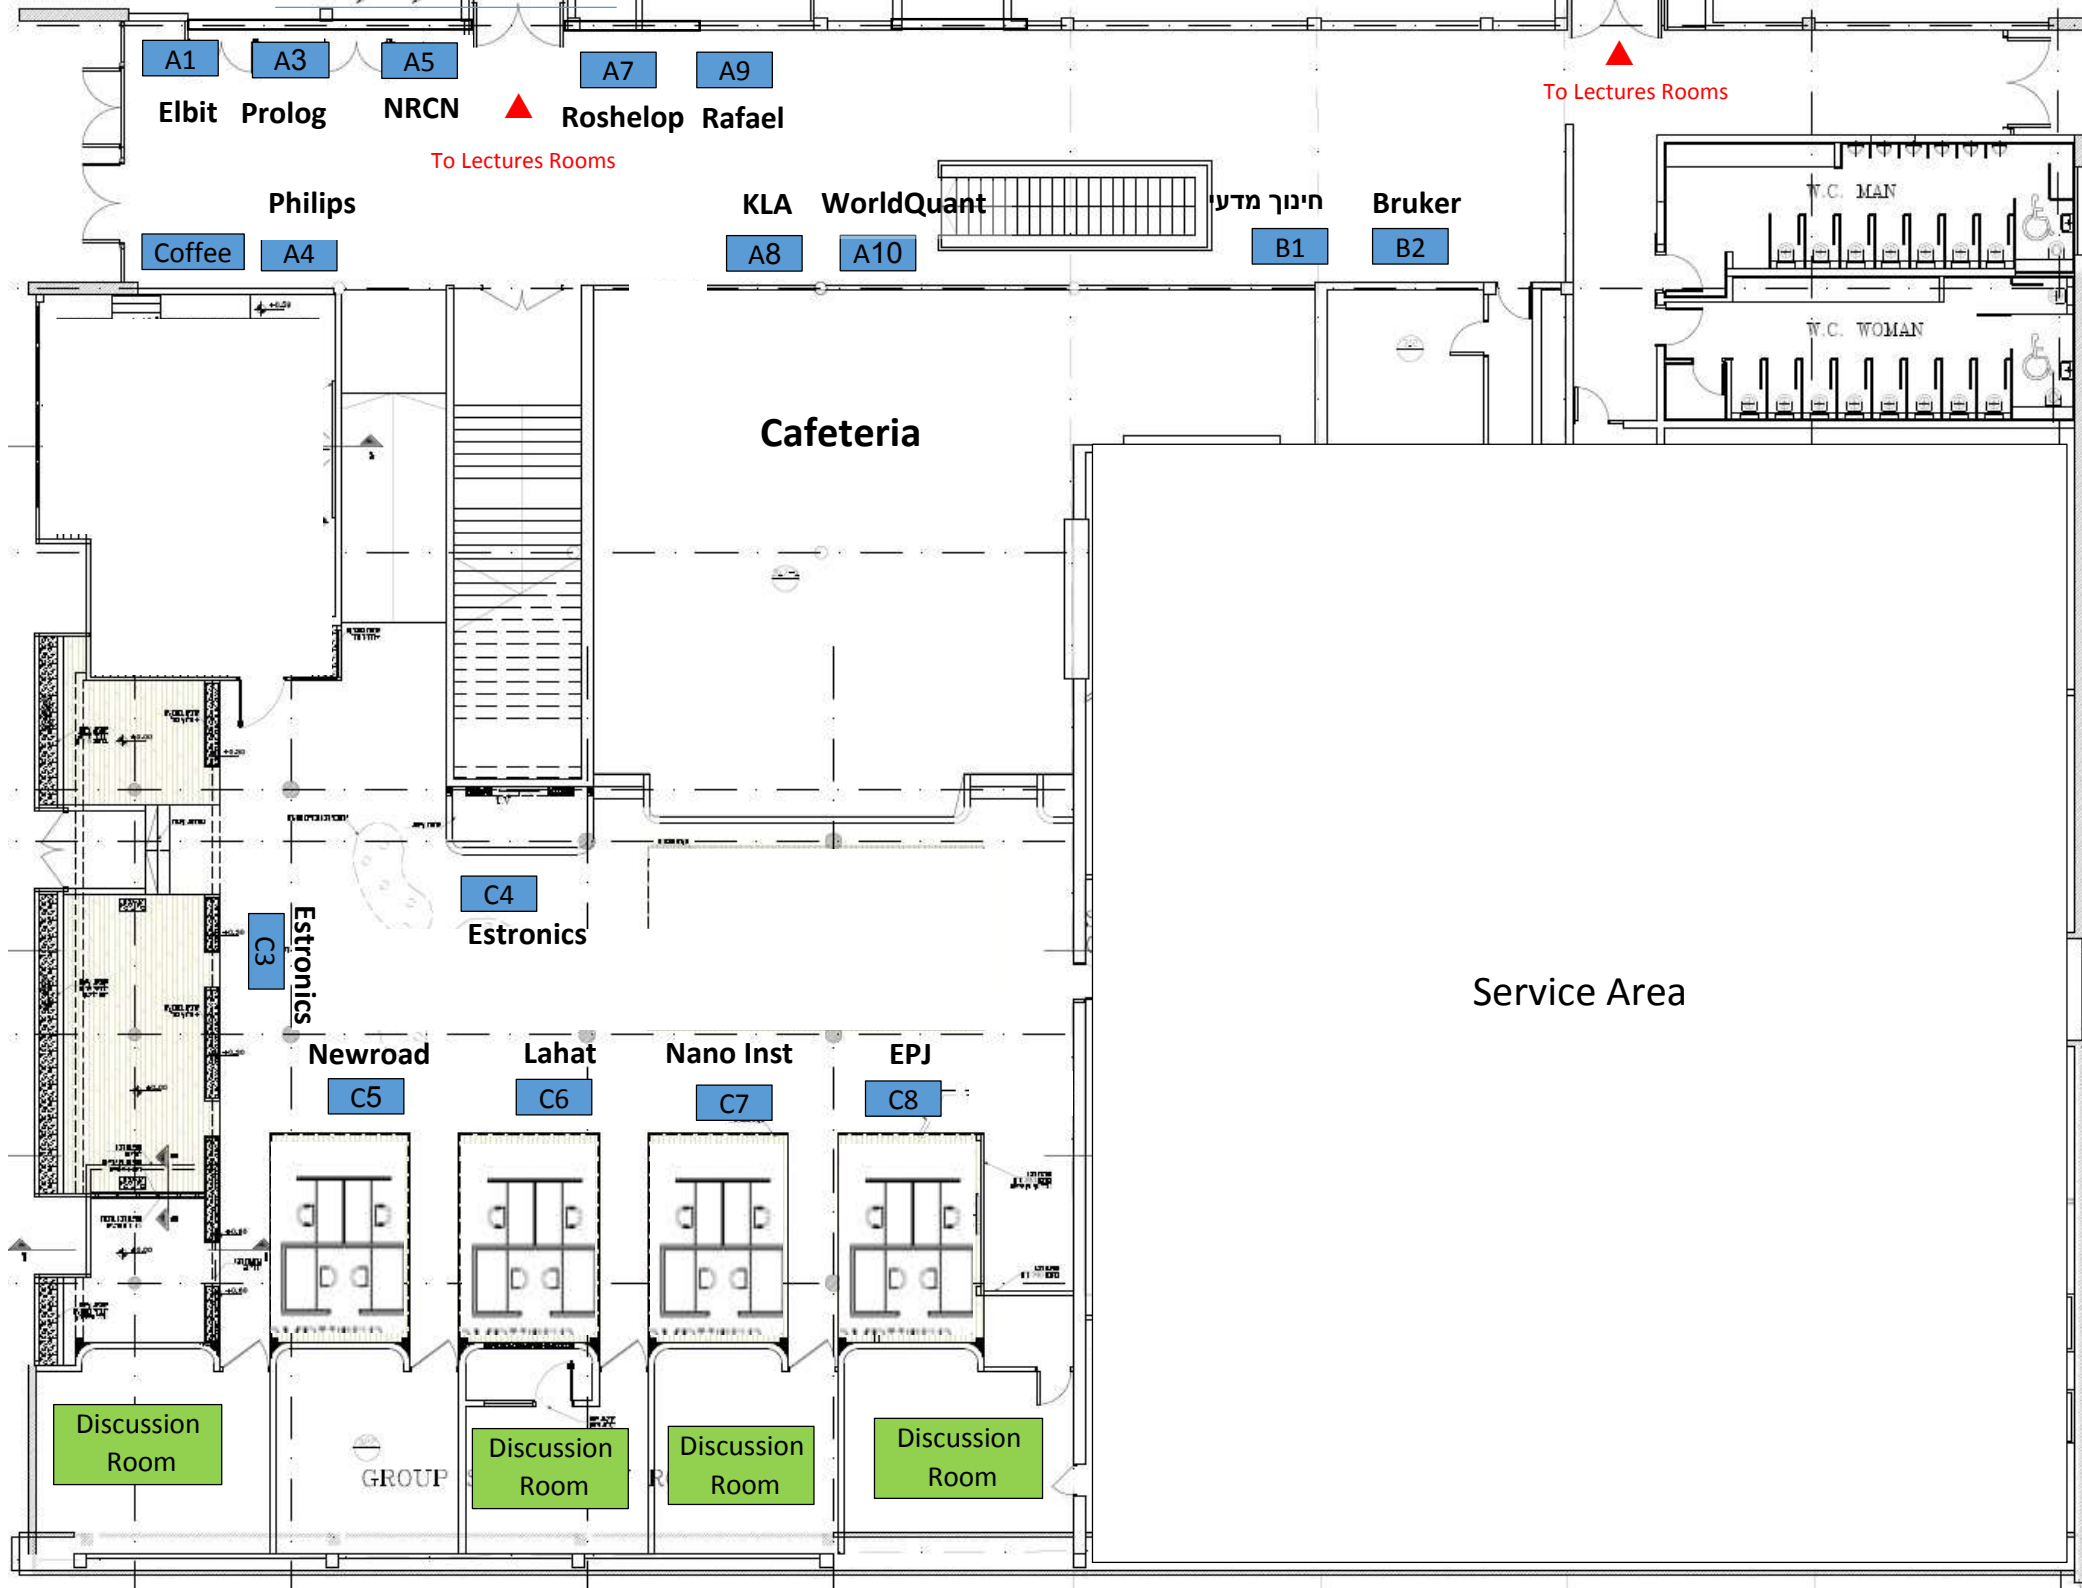 A1
A3
A5
A7
A9
Elbit
Prolog
NRCN
Roshelop
Rafael
To Lectures Rooms
To Lectures Rooms
Philips
KLA
WorldQuant
חינוך מדעי
Bruker
Coffee
A4
A8
A10
B1
B2
W.C. MAN
W.C. WOMAN
Cafeteria
C4
Estronics
C3
Estronics
Service Area
Newroad
Lahat
Nano Inst
EPJ
C5
C6
C7
C8
Discussion
Room
Discussion
Room
Discussion
Room
Discussion
Room
GROUP